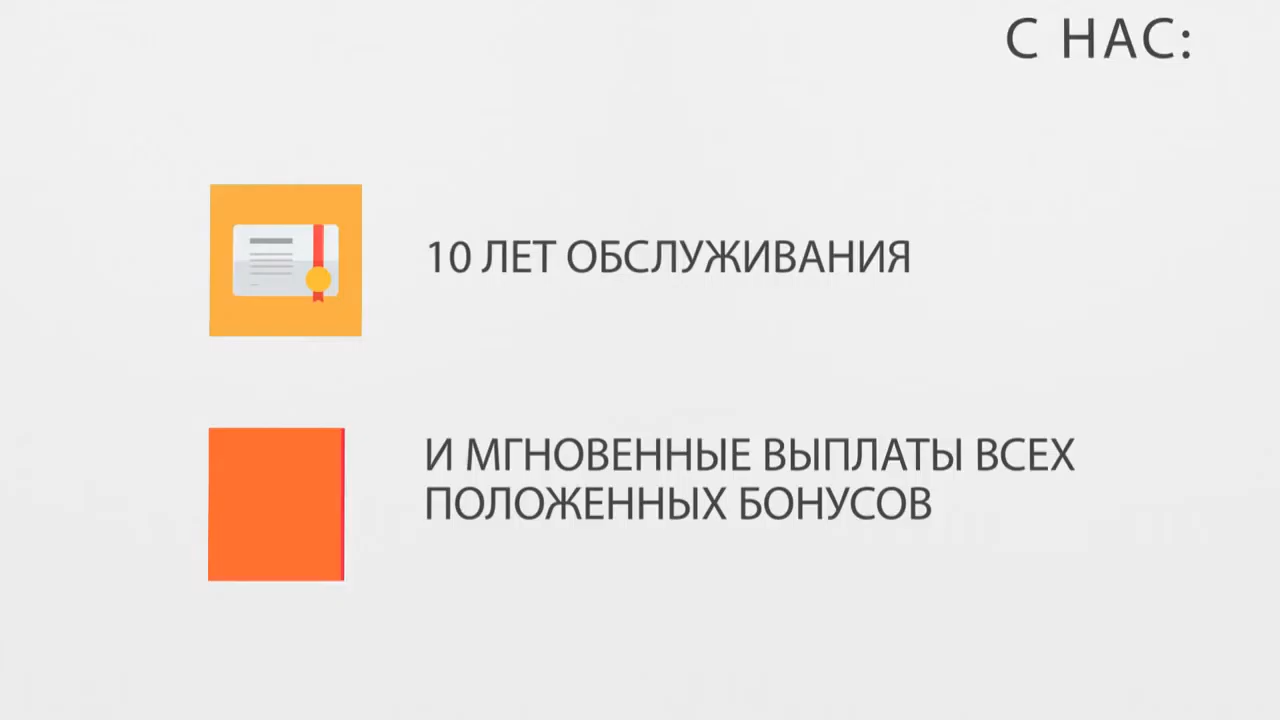 С НАС:
10 ЛЕТ ОБСЛУЖИВАНИЯ
И МГНОВЕННЫЕ ВЫПЛАТЫ ВСЕХ
ПОЛОЖЕННЫХ БОНУСОВ